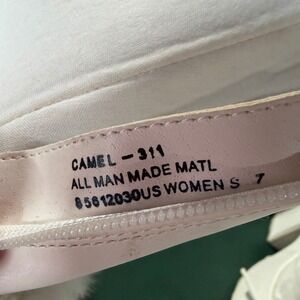 CAMEL - 311
ALL MAN MADE MATL
85612030US WOMEN S 7